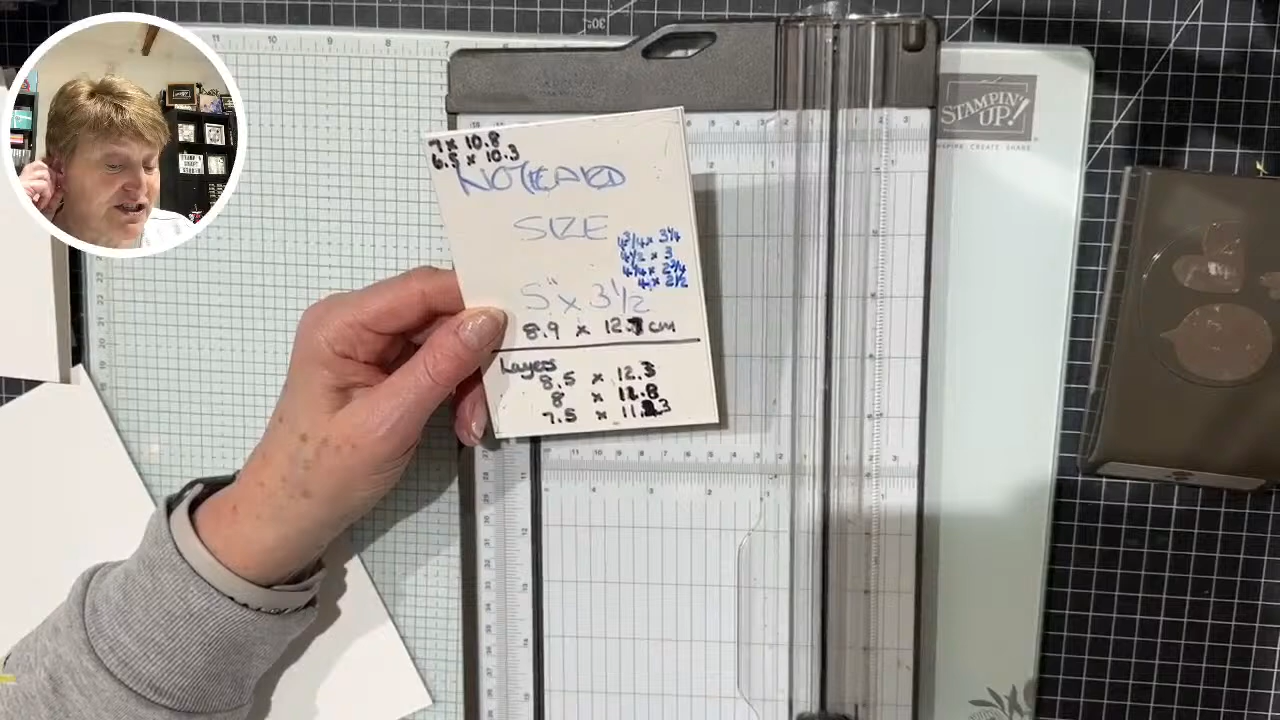 7 x 10.8
6.5 x 10.3
NOTECARD
SIZE
4 3/4 x 3 1/4
4 1/2 x 3
4 1/4 x 2 3/4
4 x 2 1/2
5" x 3 1/2
8.9 x 12.7 cm
Layers
8.5 x 12.3
8 x 11.8
7.5 x 11.3
STAMPIN' UP!
INSPIRE. CREATE. SHARE.